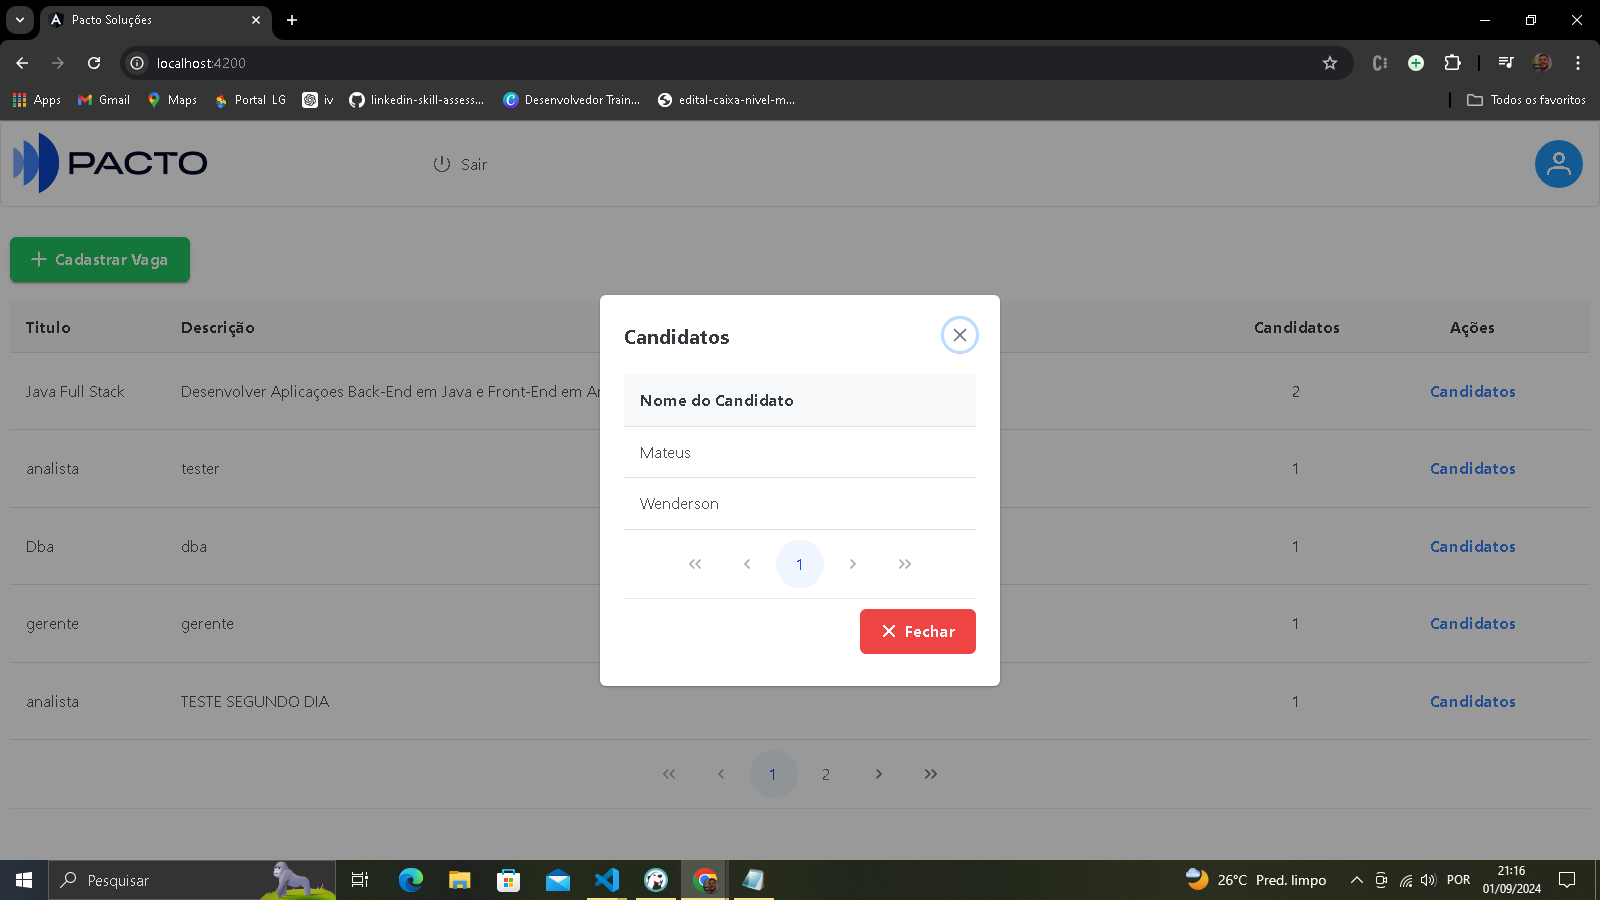 Pacto Soluções
localhost:4200
Apps Gmail Maps Portal LG iv linkedin-skill-assess... Desenvolvedor Train... edital-caixa-nivel-m... Todos os favoritos
PACTO Sair
Cadastrar Vaga
Titulo Descrição Candidatos Ações
Java Full Stack Desenvolver Aplicaçoes Back-End em Java e Front-End em 2 Candidatos
analista tester 1 Candidatos
Dba dba 1 Candidatos
gerente gerente 1 Candidatos
analista TESTE SEGUNDO DIA 1 Candidatos
1 2
Candidatos
Nome do Candidato
Mateus
Wenderson
1
Fechar
Pesquisar 26°C Pred. limpo POR 21:16
01/09/2024